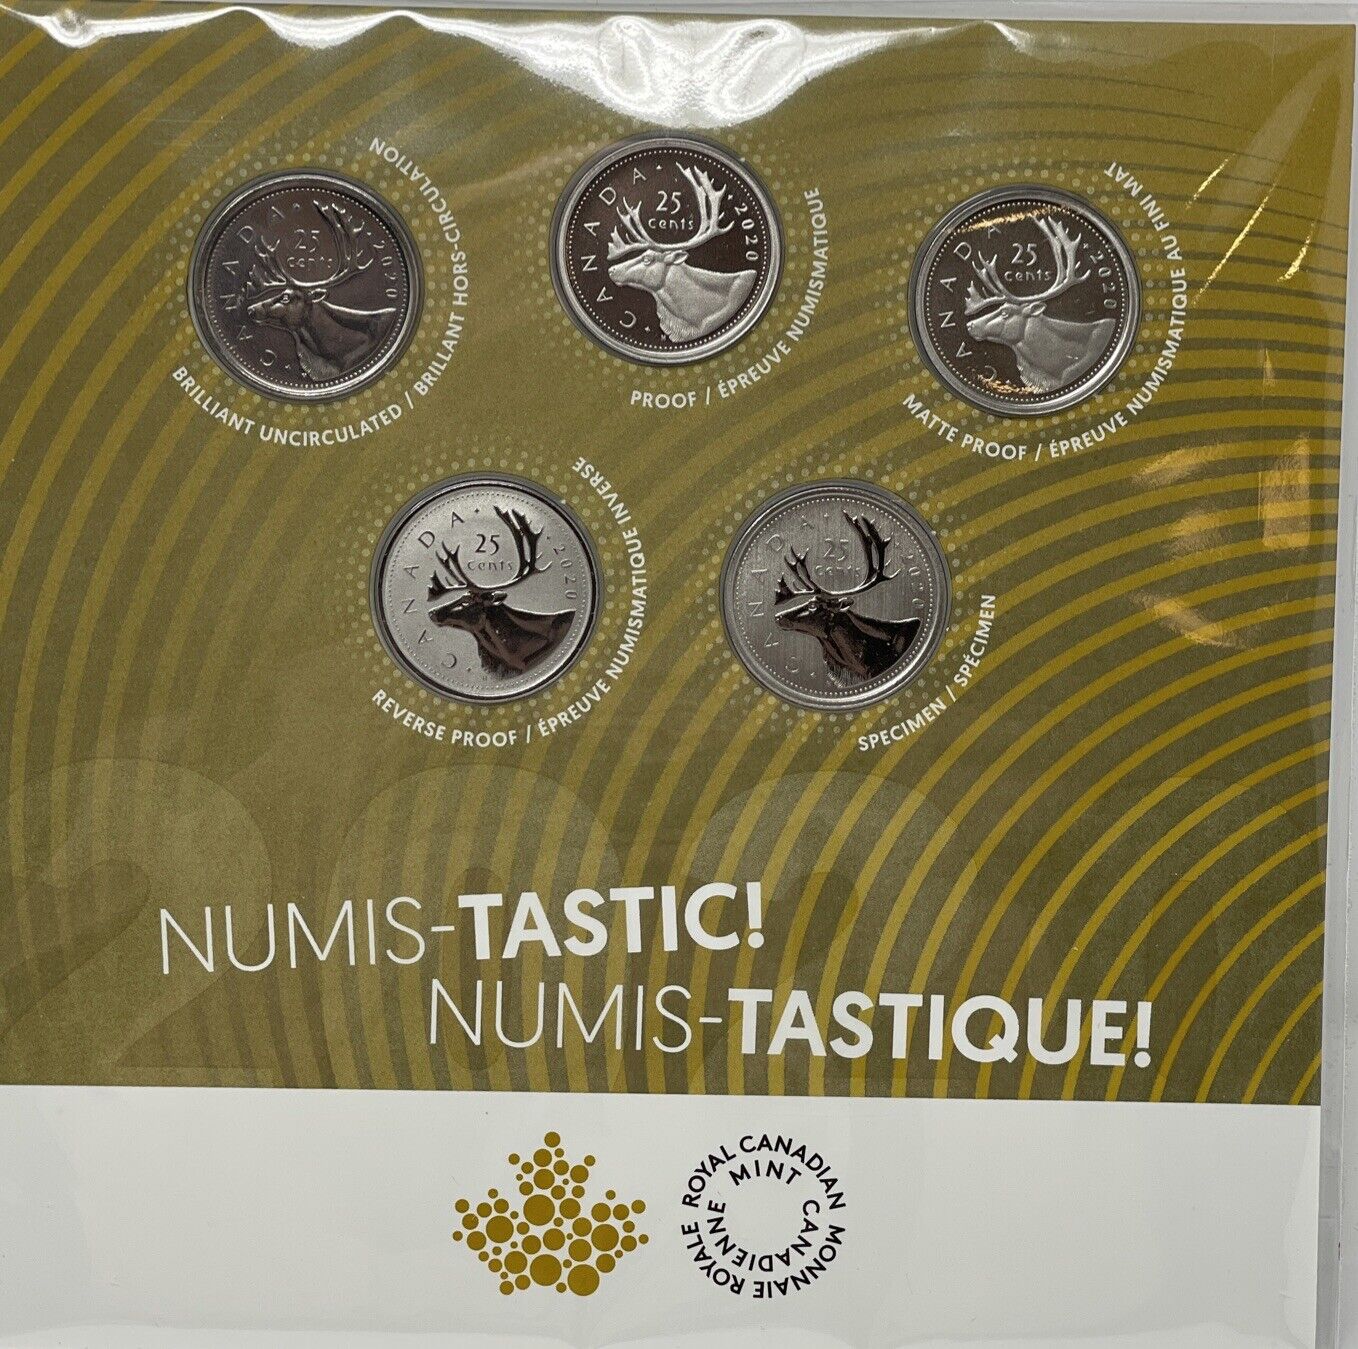 CANADA 25 cents 2020
BRILLIANT UNCIRCULATED / BRILLANT HORS-CIRCULATION
CANADA 25 cents 2020
PROOF / ÉPREUVE NUMISMATIQUE
CANADA 25 cents 2020
MATTE PROOF / ÉPREUVE NUMISMATIQUE AU FINI MAT
CANADA 25 cents 2020
REVERSE PROOF / ÉPREUVE NUMISMATIQUE INVERSE
CANADA 25 cents 2020
SPECIMEN / SPÉCIMEN
202
NUMIS-TASTIC!
NUMIS-TASTIQUE!
ROYAL CANADIAN MINT
MONNAIE ROYALE CANADIENNE